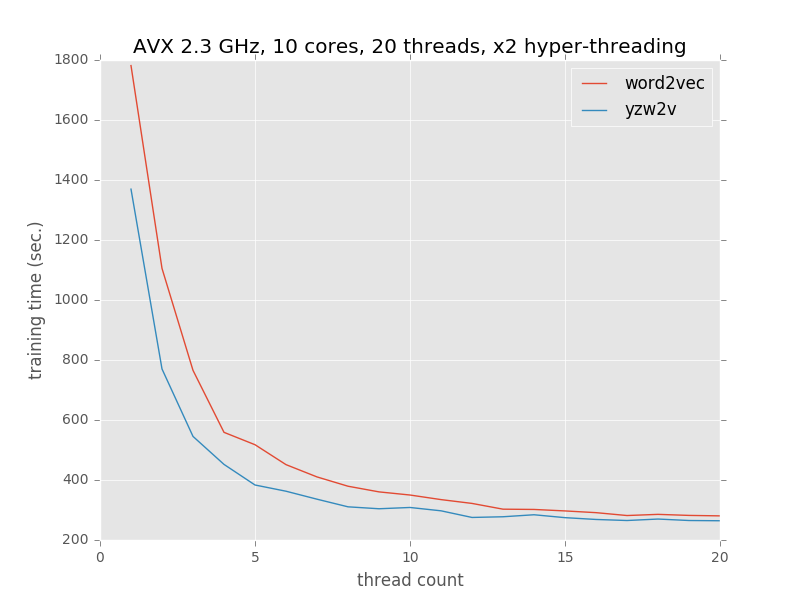 AVX 2.3 GHz, 10 cores, 20 threads, x2 hyper-threading
word2vec
yzw2v
1800
1600
1400
1200
1000
800
600
400
200
training time (sec.)
0 5 10 15 20
thread count